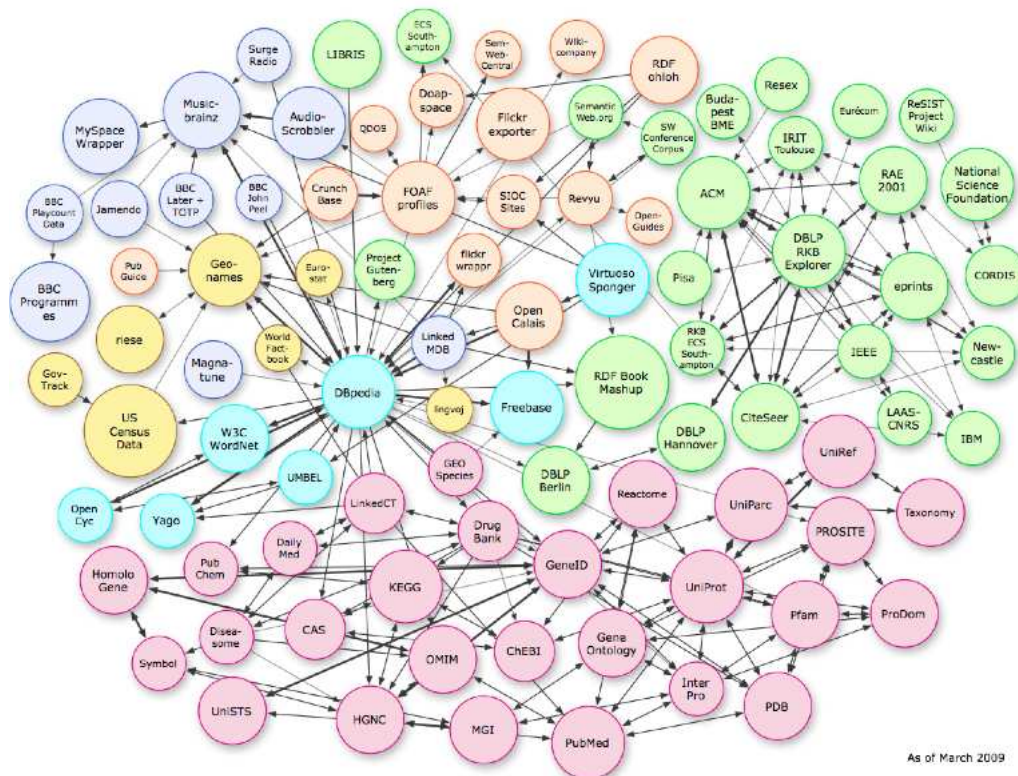 ECS
South-
ampton
Surge
Radio
LIBRIS
Sem-
Web-
Central
Wiki-
company
RDF
ohloh
Music-
brainz
Audio-
Scrobbler
Doap-
space
Flickr
exporter
Semantic
Web.org
Buda-
pest
BME
Resex
Eurécom
ReSIST
Project
Wiki
MySpace
Wrapper
QDOS
SW
Conference
Corpus
IRIT
Toulouse
RAE
2001
National
Science
Foundation
BBC
Playcount
Data
Jamendo
BBC
Later +
TOTP
BBC
John
Peel
Crunch
Base
FOAF
profiles
SIOC
Sites
Revyu
Open-
Guides
ACM
DBLP
RKB
Explorer
Pub
Guide
Geo-
names
Euro-
stat
Project
Guten-
berg
flickr
wrappr
Virtuoso
Sponger
Pisa
eprints
CORDIS
BBC
Programm
es
riese
World
Fact-
book
Linked
MDB
Open
Calais
RKB
ECS
South-
ampton
IEEE
New-
castle
Gov-
Track
Magna-
tune
US
Census
Data
DBpedia
lingvoj
Freebase
RDF Book
Mashup
CiteSeer
LAAS-
CNRS
IBM
W3C
WordNet
DBLP
Hannover
UniRef
GEO
Species
DBLP
Berlin
UMBEL
Open
Cyc
Yago
LinkedCT
Reactome
UniParc
Taxonomy
Drug
Bank
PROSITE
Daily
Med
Pub
Chem
Homolo
Gene
KEGG
GeneID
UniProt
Pfam
ProDom
Disea-
some
CAS
ChEBI
Gene
Ontology
Symbol
OMIM
Inter
Pro
UniSTS
HGNC
MGI
PubMed
PDB
As of March 2009